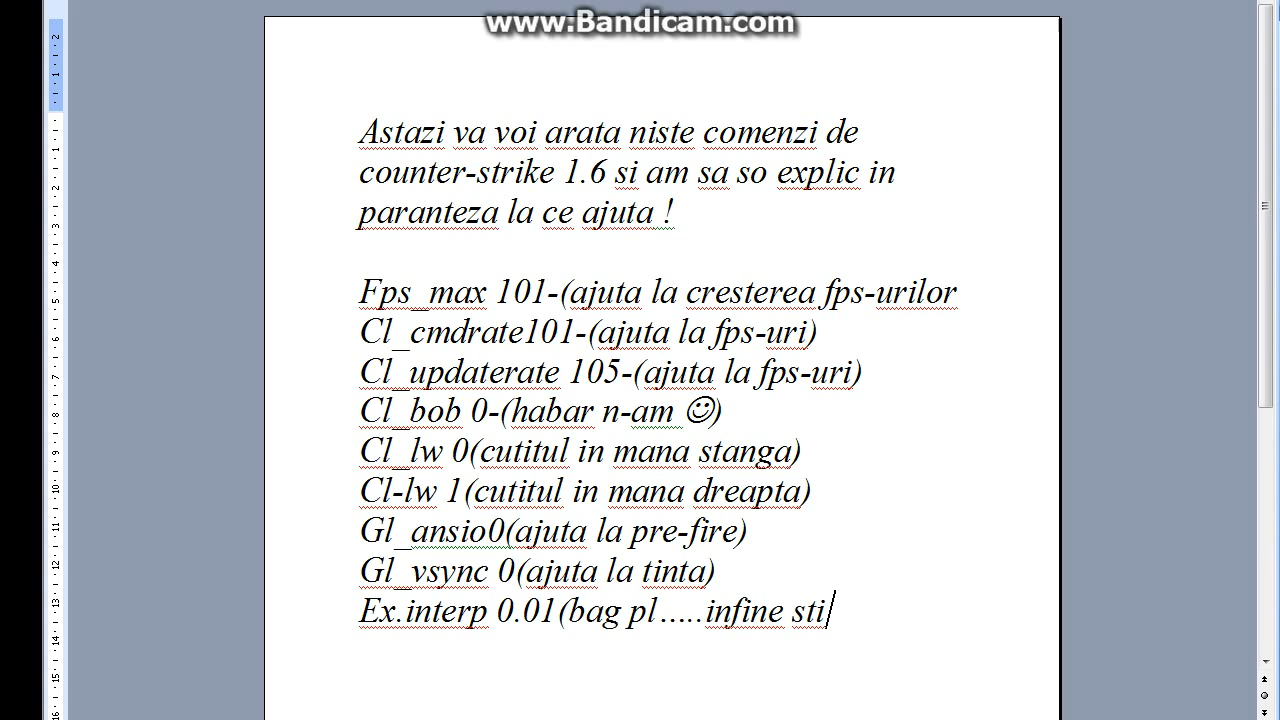 www.Bandicam.com
Astazi va voi arata niste comenzi de
counter-strike 1.6 si am sa so explic in
paranteza la ce ajuta !
Fps_max 101-(ajuta la cresterea fps-urilor
Cl_cmdrate101-(ajuta la fps-uri)
Cl_updaterate 105-(ajuta la fps-uri)
Cl_bob 0-(habar n-am ☺)
Cl_lw 0(cutitul in mana stanga)
Cl-lw 1(cutitul in mana dreapta)
Gl_ansio0(ajuta la pre-fire)
Gl_vsync 0(ajuta la tinta)
Ex.interp 0.01(bag pl.....infine sti